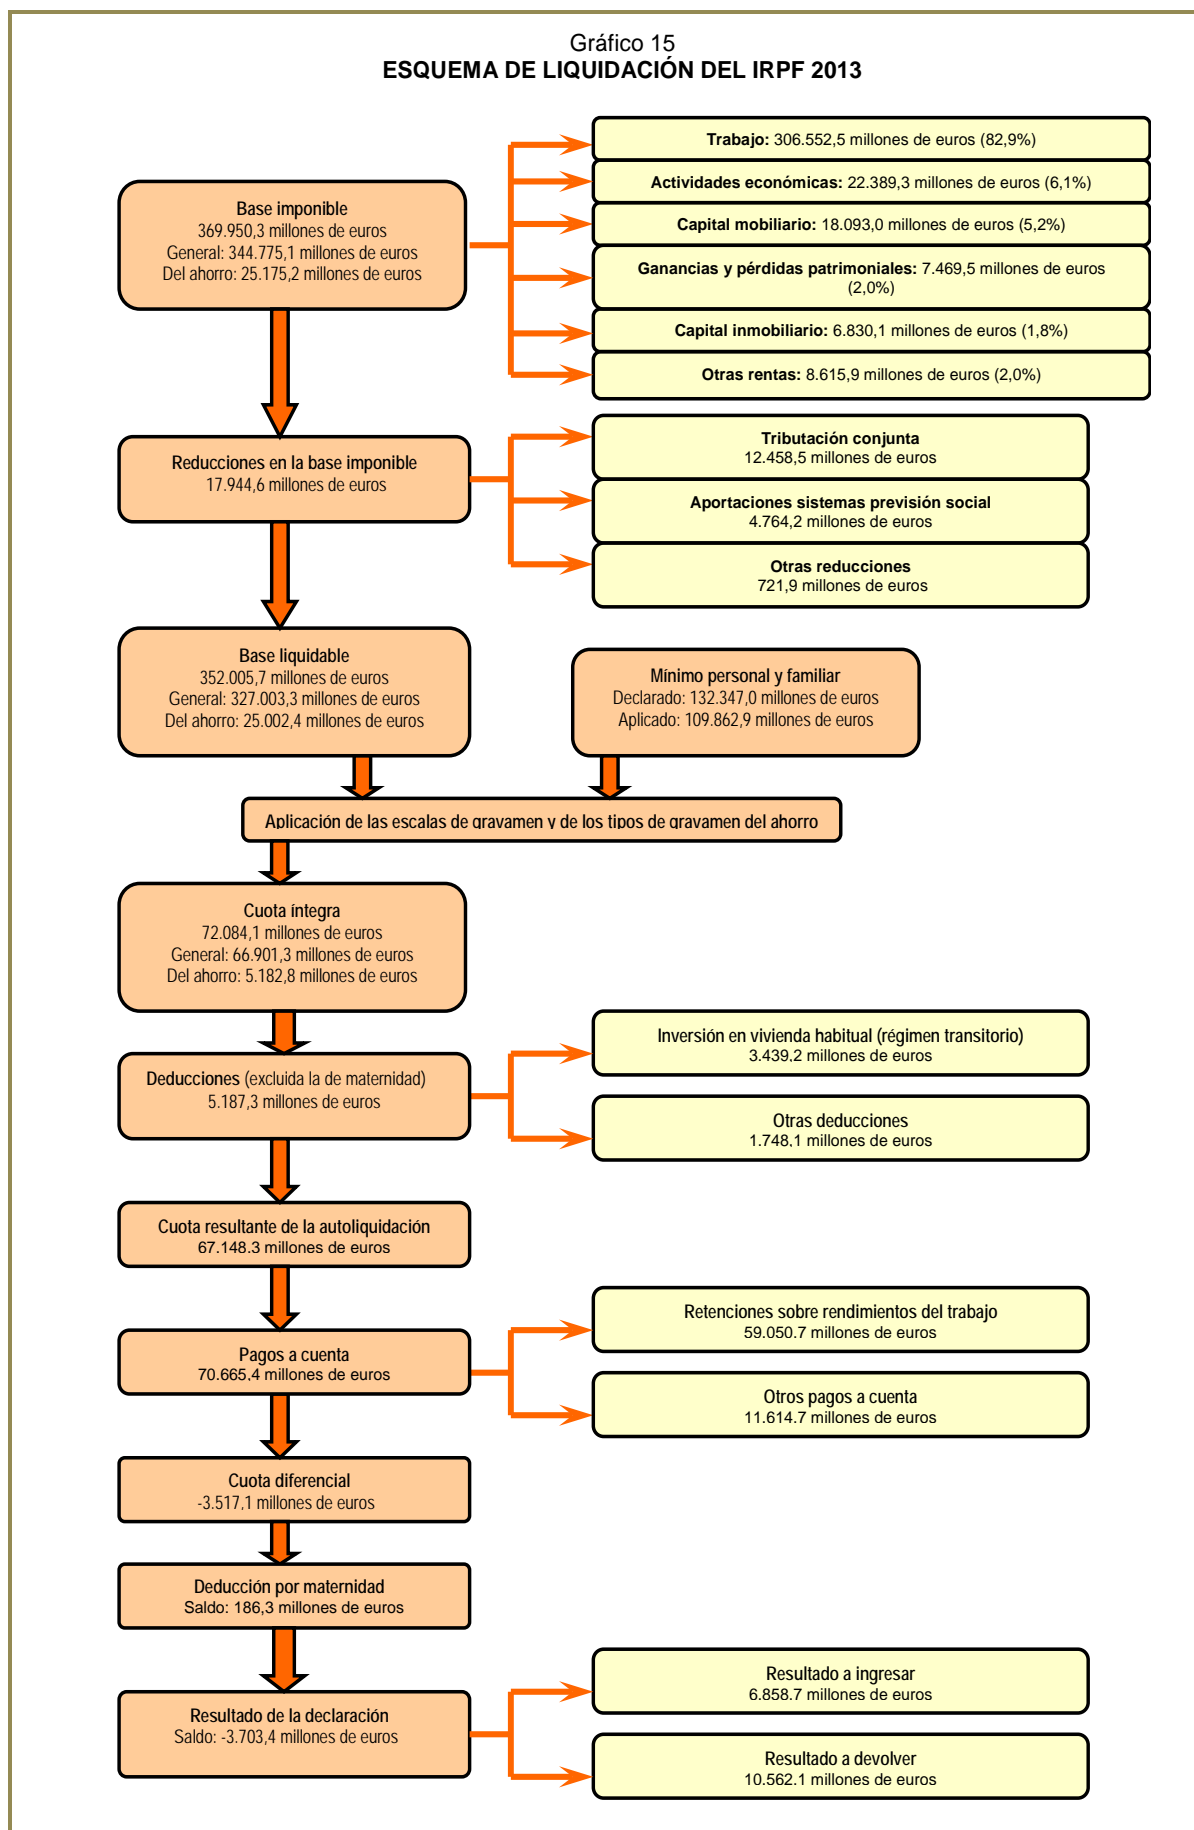 Gráfico 15
ESQUEMA DE LIQUIDACIÓN DEL IRPF 2013
Base imponible
369.950,3 millones de euros
General: 344.775,1 millones de euros
Del ahorro: 25.175,2 millones de euros
Trabajo: 306.552,5 millones de euros (82,9%)
Actividades económicas: 22.389,3 millones de euros (6,1%)
Capital mobiliario: 18.093,0 millones de euros (5,2%)
Ganancias y pérdidas patrimoniales: 7.469,5 millones de euros
(2,0%)
Capital inmobiliario: 6.830,1 millones de euros (1,8%)
Otras rentas: 8.615,9 millones de euros (2,0%)
Reducciones en la base imponible
17.944,6 millones de euros
Tributación conjunta
12.458,5 millones de euros
Aportaciones sistemas previsión social
4.764,2 millones de euros
Otras reducciones
721,9 millones de euros
Base liquidable
352.005,7 millones de euros
General: 327.003,3 millones de euros
Del ahorro: 25.002,4 millones de euros
Mínimo personal y familiar
Declarado: 132.347,0 millones de euros
Aplicado: 109.862,9 millones de euros
Aplicación de las escalas de gravamen y de los tipos de gravamen del ahorro
Cuota íntegra
72.084,1 millones de euros
General: 66.901,3 millones de euros
Del ahorro: 5.182,8 millones de euros
Deducciones (excluida la de maternidad)
5.187,3 millones de euros
Inversión en vivienda habitual (régimen transitorio)
3.439,2 millones de euros
Otras deducciones
1.748,1 millones de euros
Cuota resultante de la autoliquidación
67.148.3 millones de euros
Pagos a cuenta
70.665,4 millones de euros
Retenciones sobre rendimientos del trabajo
59.050.7 millones de euros
Otros pagos a cuenta
11.614.7 millones de euros
Cuota diferencial
-3.517,1 millones de euros
Deducción por maternidad
Saldo: 186,3 millones de euros
Resultado de la declaración
Saldo: -3.703,4 millones de euros
Resultado a ingresar
6.858.7 millones de euros
Resultado a devolver
10.562.1 millones de euros